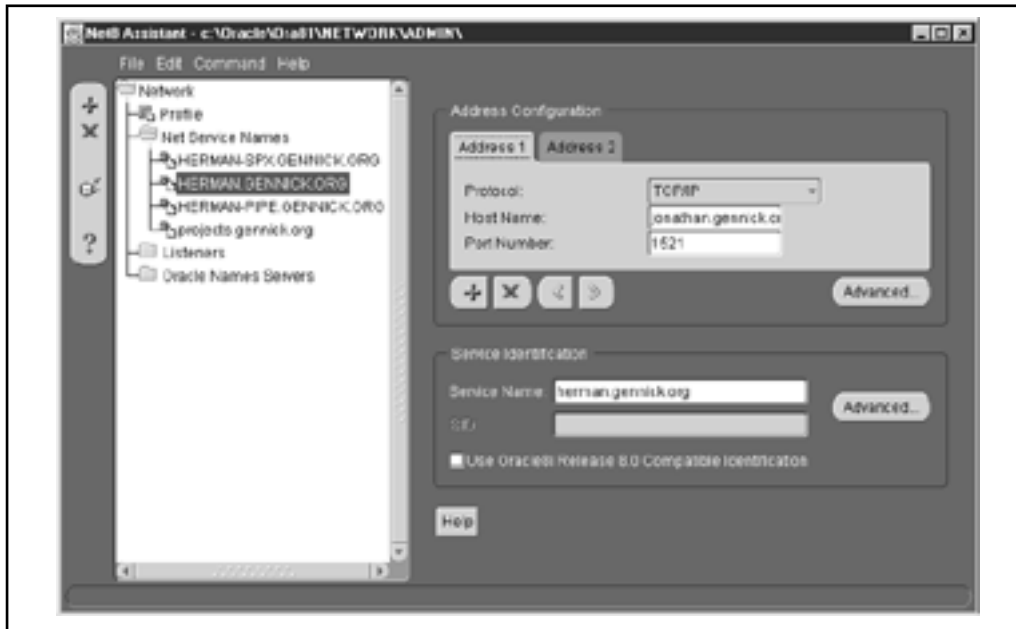 Net8 Assistant - c:\Oracle\Ora81\NETWORK\ADMIN\
File Edit Command Help
Network
Profile
Net Service Names
HERMAN-SPX.GENNICK.ORG
HERMAN.GENNICK.ORG
HERMAN-PIPE.GENNICK.ORG
projects.gennick.org
Listeners
Oracle Names Servers
Address Configuration
Address 1 Address 2
Protocol: TCP/IP
Host Name: jonathan.gennick.or
Port Number: 1521
Advanced...
Service Identification
Service Name: herman.gennick.org
Advanced...
SID:
Use Oracle8i Release 8.0 Compatible Identification
Help